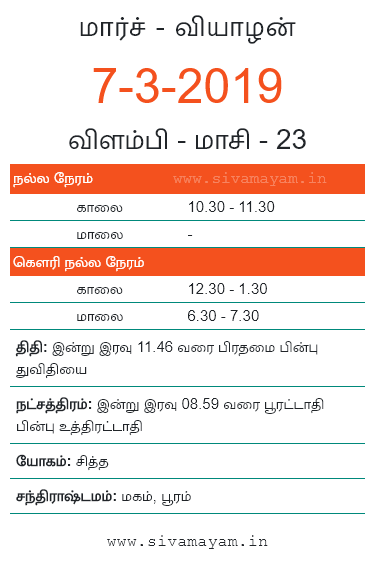 மார்ச் - வியாழன்
7-3-2019
விளம்பி - மாசி - 23
நல்ல நேரம் www.sivamayam.in
காலை 10.30 - 11.30
மாலை -
கௌரி நல்ல நேரம்
காலை 12.30 - 1.30
மாலை 6.30 - 7.30
திதி: இன்று இரவு 11.46 வரை பிரதமை பின்பு
துவிதியை
நட்சத்திரம்: இன்று இரவு 08.59 வரை பூரட்டாதி
பின்பு உத்திரட்டாதி
யோகம்: சித்த
சந்திராஷ்டமம்: மகம், பூரம்
www.sivamayam.in